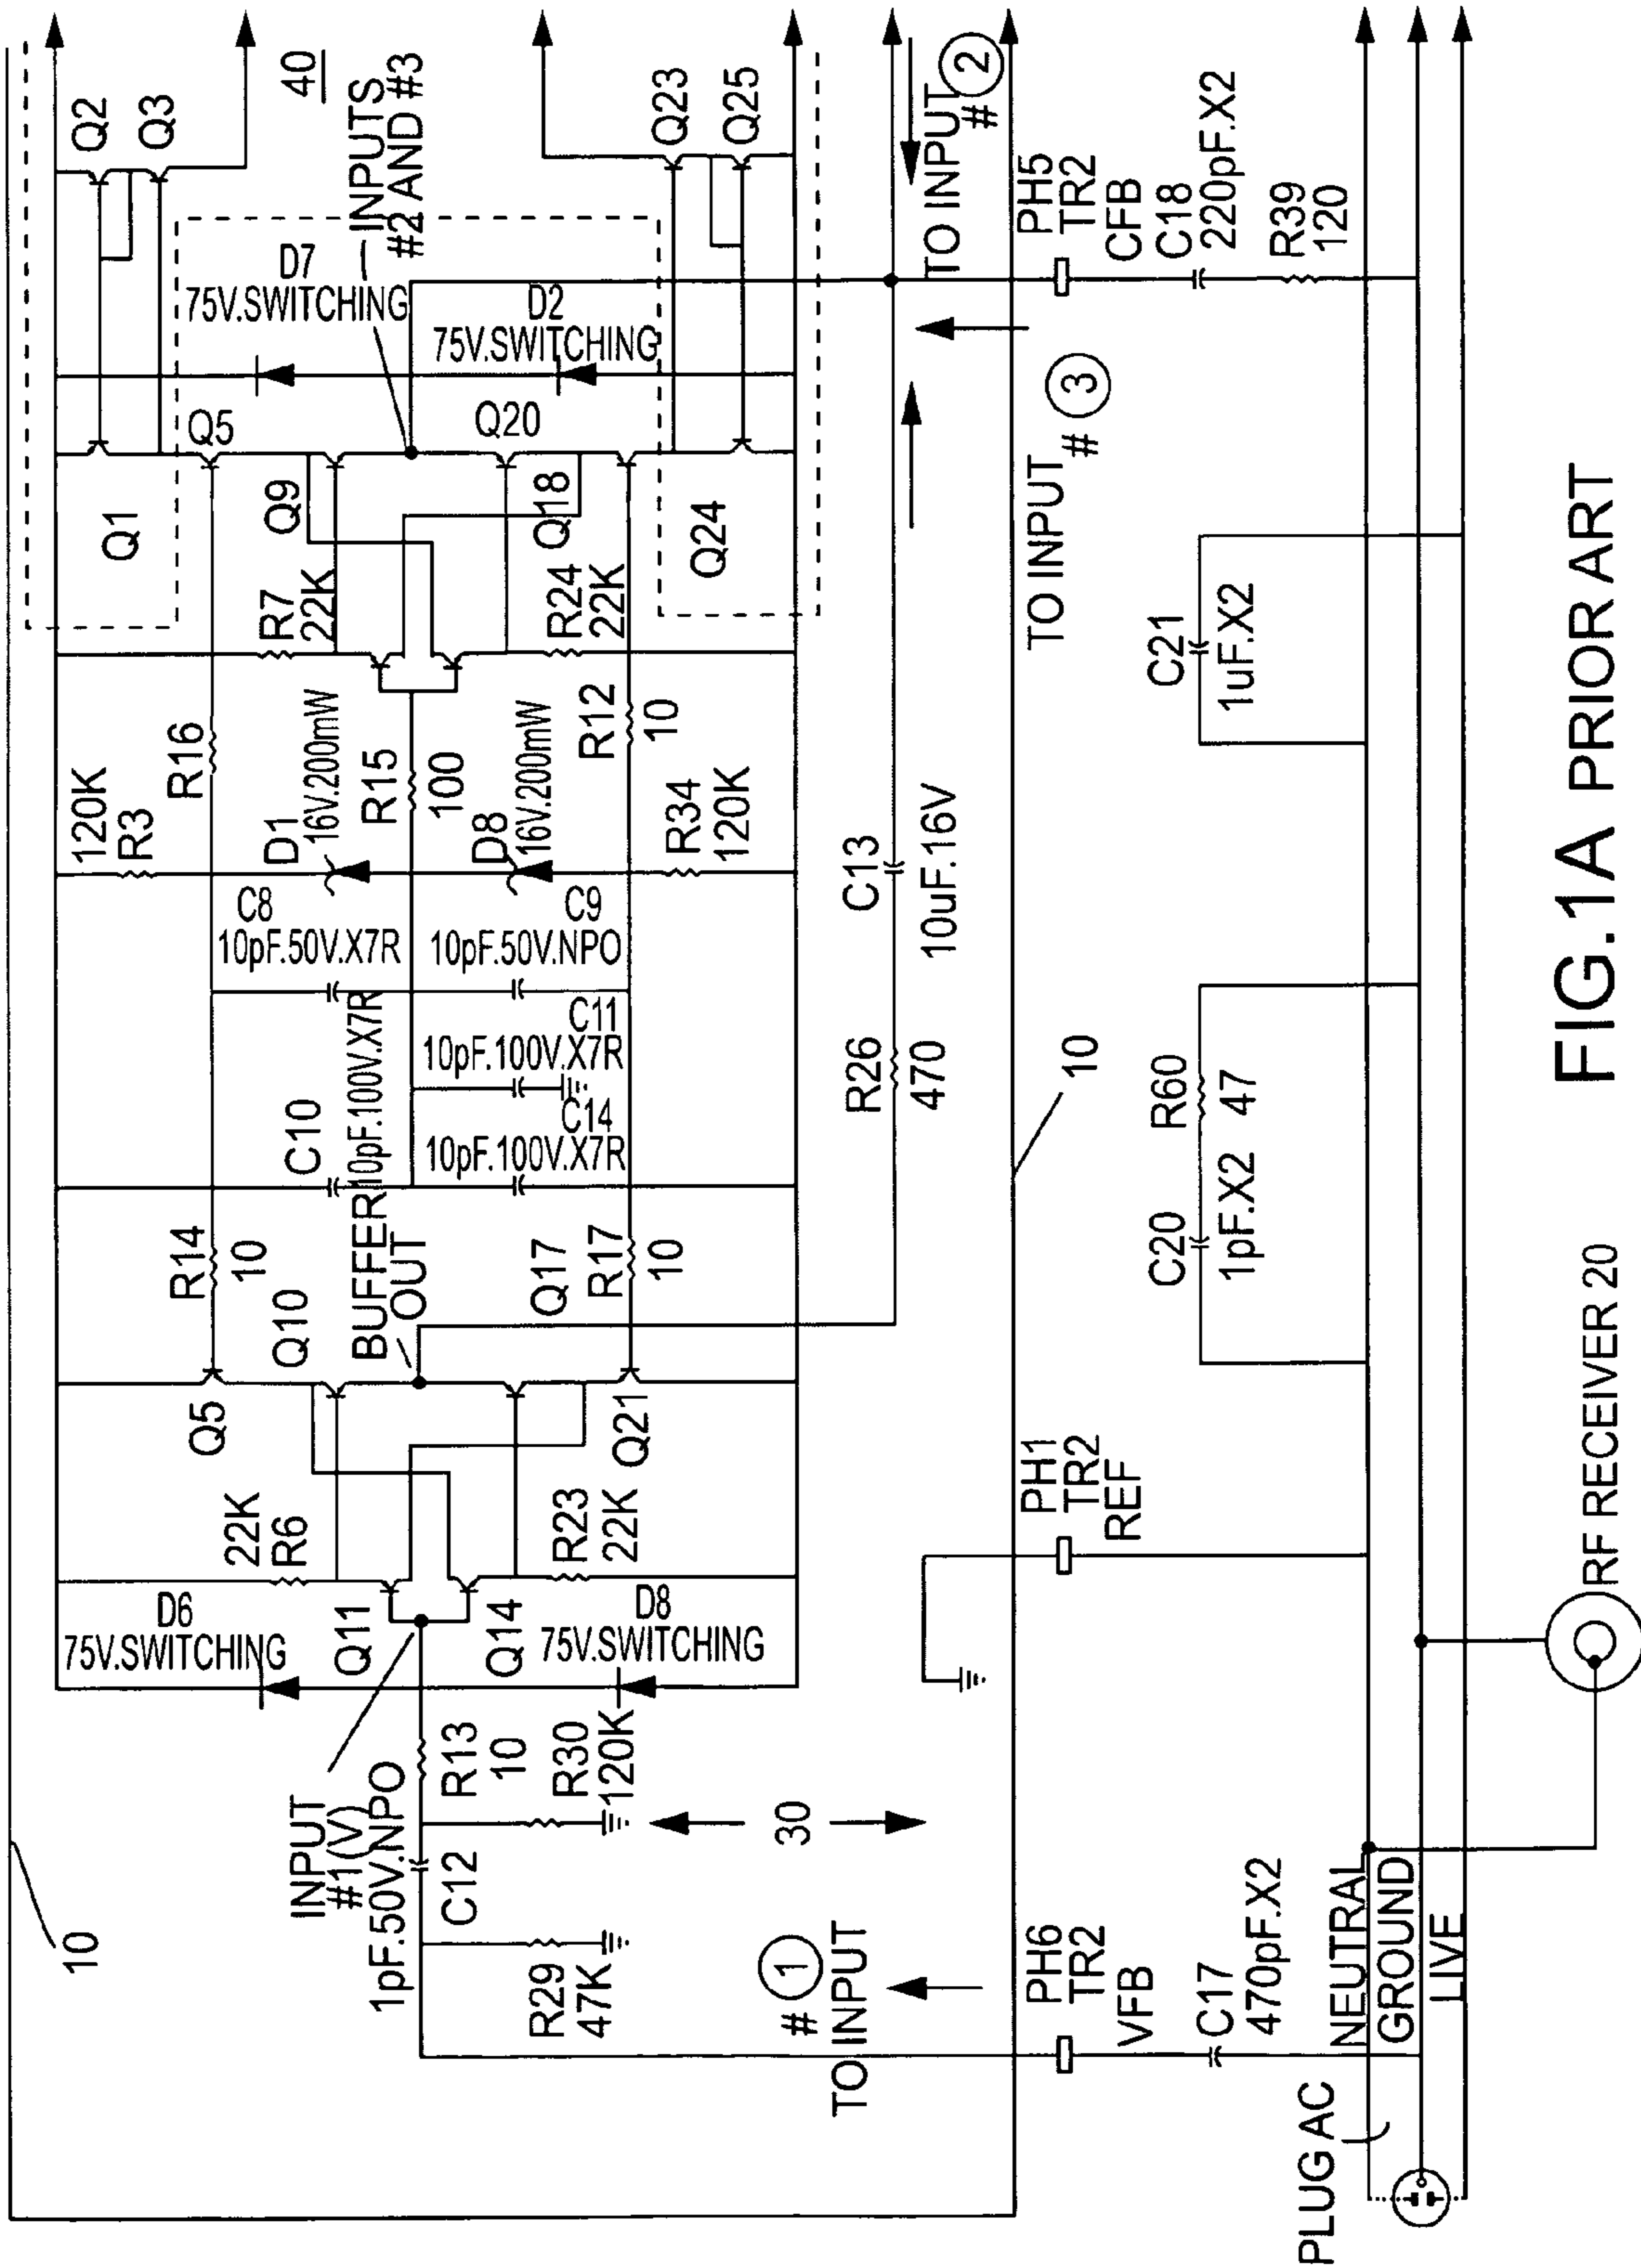 10
INPUT
#1 (V)
1pF.50V.NPO
C12
R29
47K
# 1
TO INPUT
R13
10
R30
120K
30
D6
75V.SWITCHING
22K
R6
Q11
Q14
D8
75V.SWITCHING
R23
22K
Q5
Q10
R14
10
BUFFER
OUT
Q17
Q21
R17
10
C10
10pF.100V.X7R
C11
10pF.100V.X7R
C14
10pF.100V.X7R
C8
10pF.50V.X7R
C9
10pF.50V.NPO
120K
R3
R16
D1
16V.200mW
R15
100
D8
16V.200mW
R12
10
R34
120K
R7
22K
R24
22K
Q1
Q5
Q9
Q18
Q20
Q24
D7
75V.SWITCHING
D2
75V.SWITCHING
Q2
Q3
40
INPUTS
#2 AND #3
Q23
Q25
R26
470
C13
10uF.16V
TO INPUT
# 2
TO INPUT
# 3
10
PH6
TR2
VFB
C17
470pF.X2
PH1
TR2
REF
PH5
TR2
CFB
C18
220pF.X2
R39
120
C20
1pF.X2
R60
47
C21
1uF.X2
PLUG AC
NEUTRAL
GROUND
LIVE
RF RECEIVER 20
FIG.1A PRIOR ART